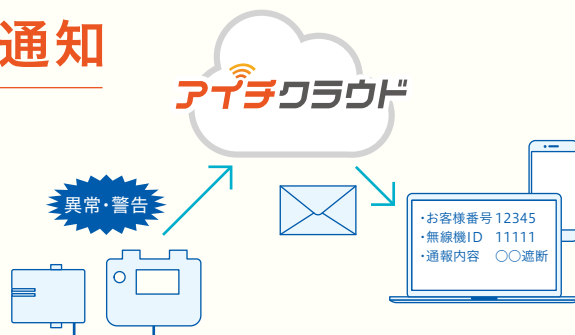 通知
アイチクラウド
異常・警告
・お客様番号 12345
・無線機ID 11111
・通報内容 〇〇遮断